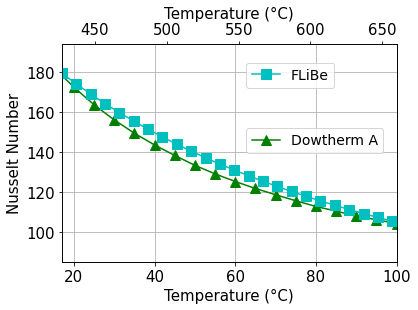 Temperature (°C)
450 500 550 600 650
180
160
140
120
100
Nusselt Number
FLiBe
Dowtherm A
20 40 60 80 100
Temperature (°C)